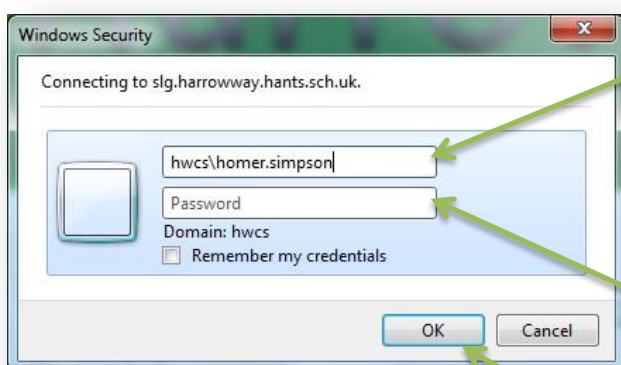 Windows Security
Connecting to slg.harrowway.hants.sch.uk.
hwcs\homer.simpson
Password
Domain: hwcs
Remember my credentials
OK Cancel